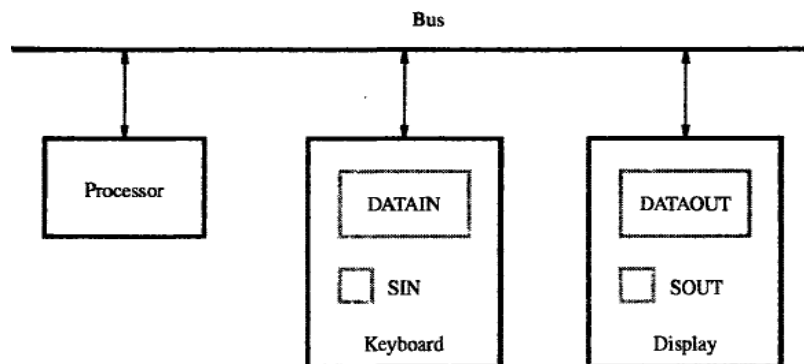 Bus
Processor
DATAIN
DATAOUT
SIN
SOUT
Keyboard
Display